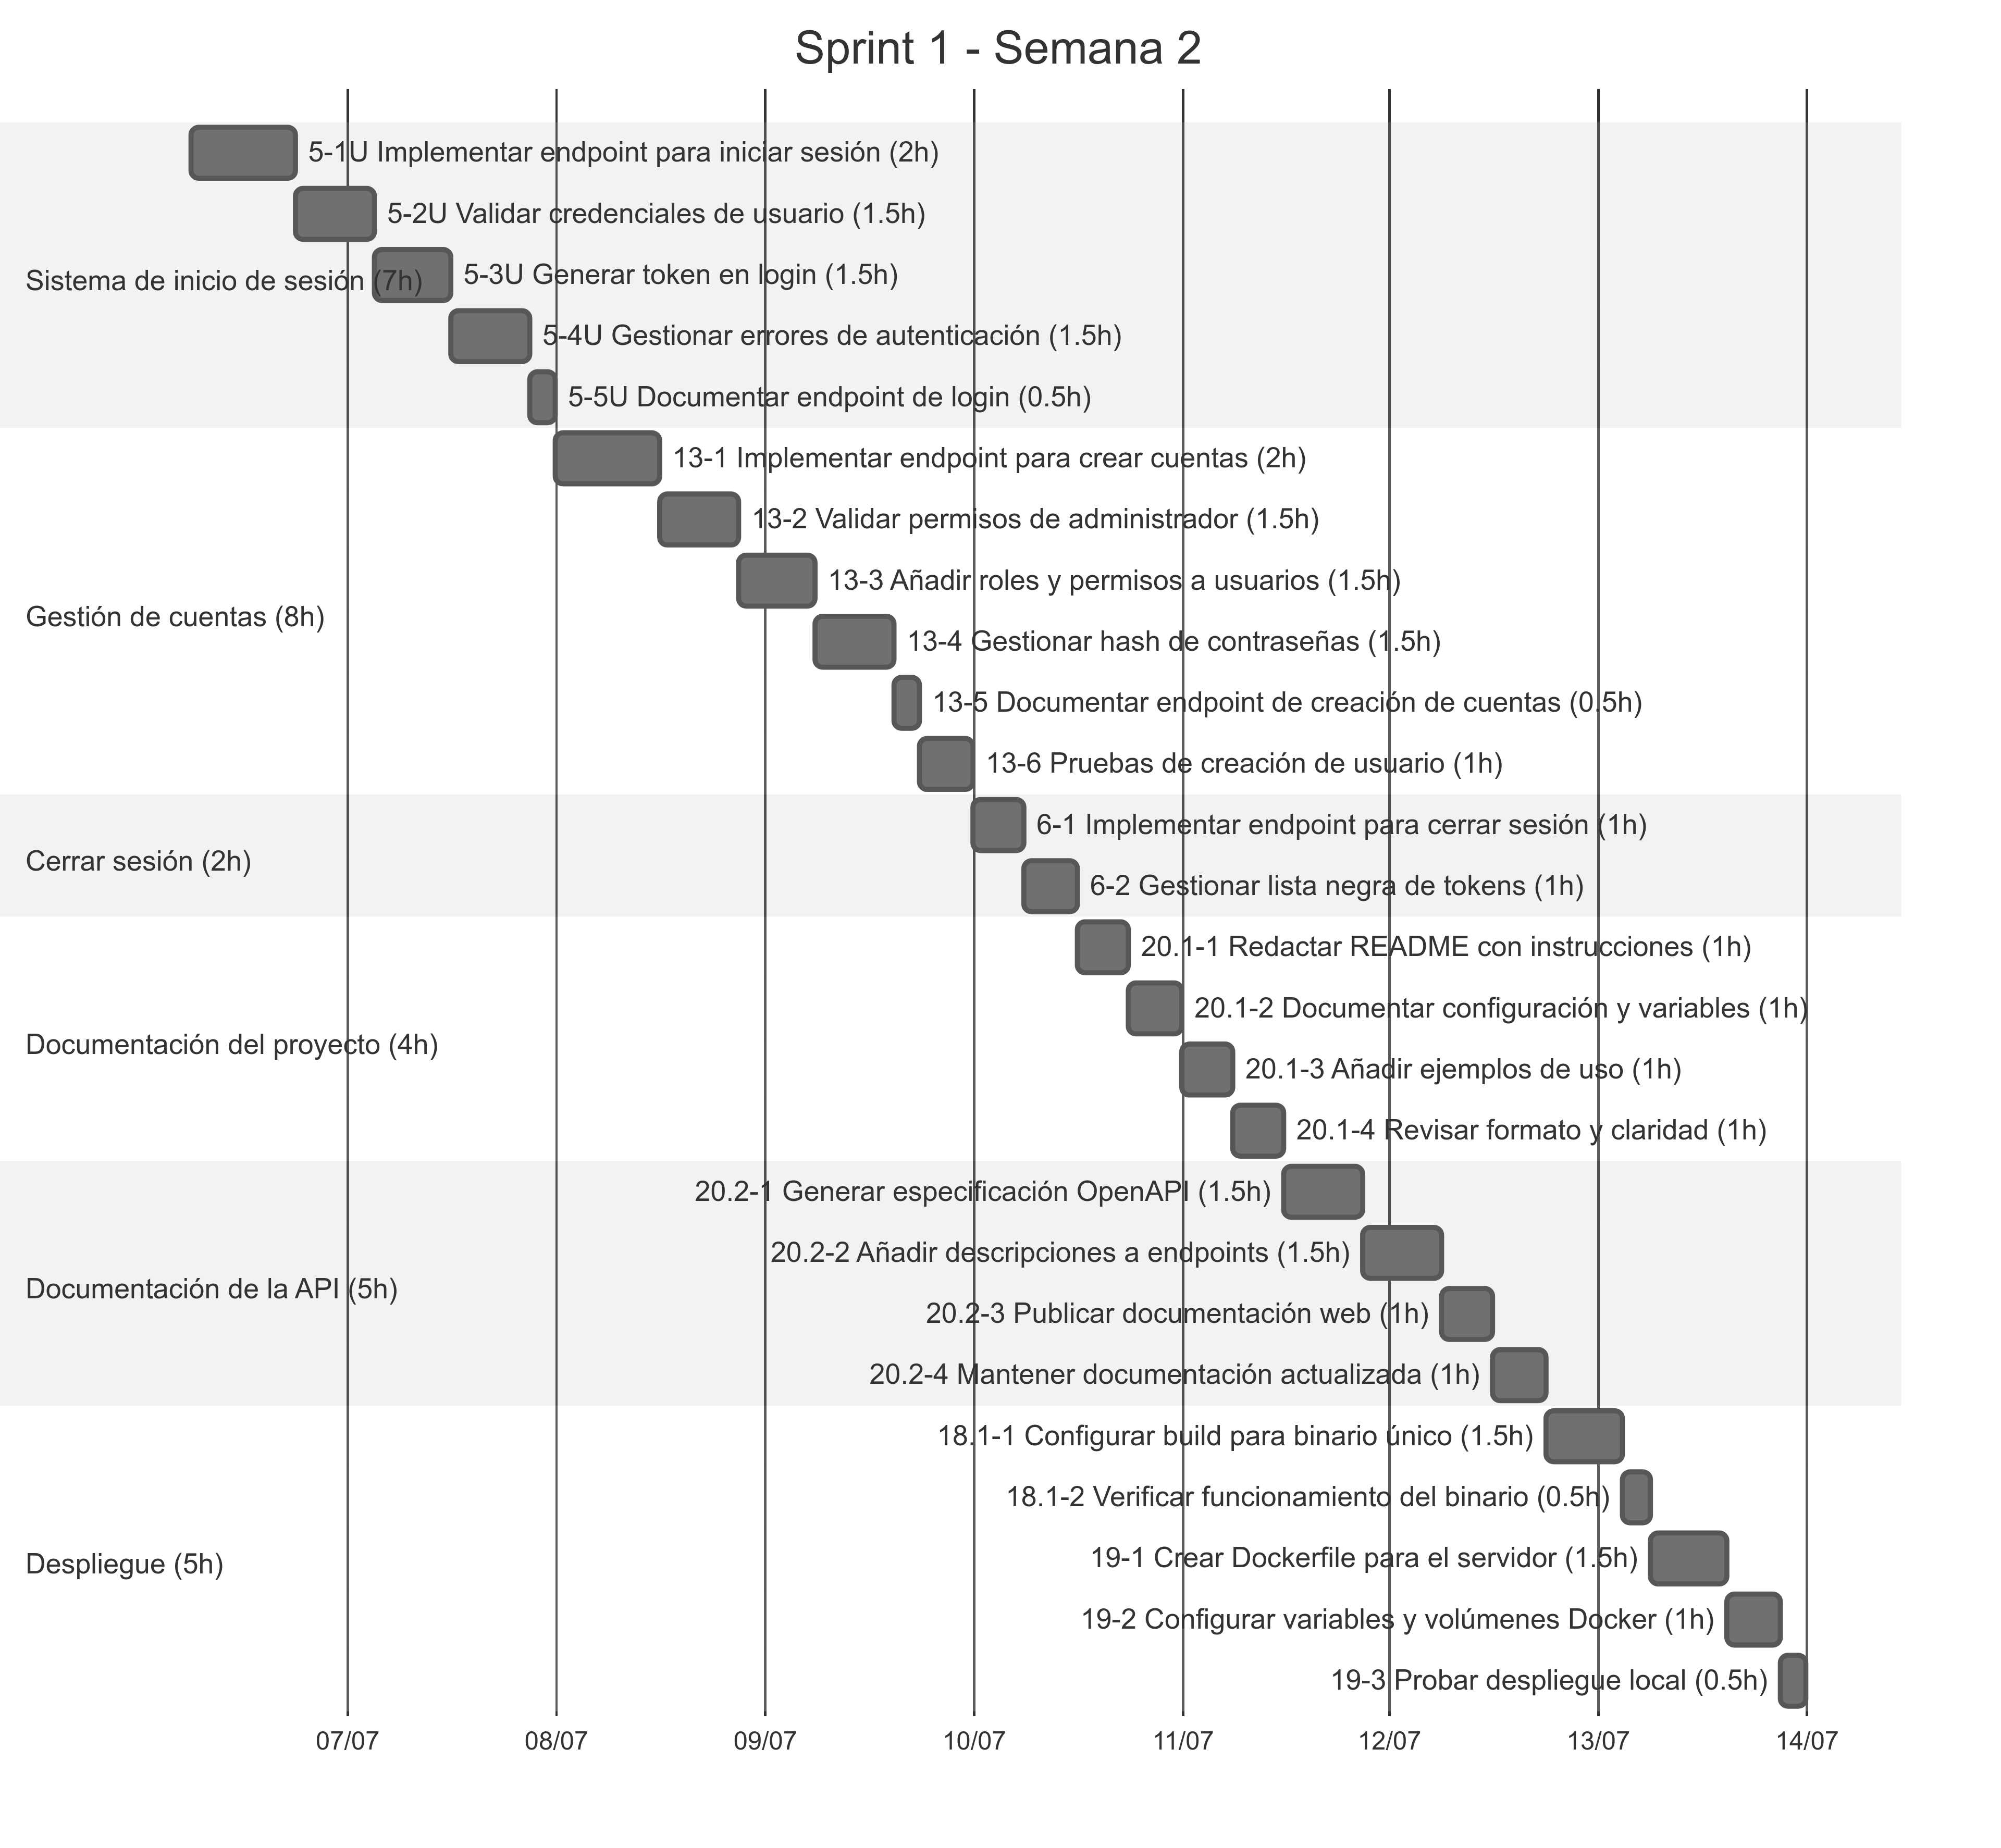 Sprint 1 - Semana 2
Sistema de inicio de sesión (7h)
5-1U Implementar endpoint para iniciar sesión (2h)
5-2U Validar credenciales de usuario (1.5h)
5-3U Generar token en login (1.5h)
5-4U Gestionar errores de autenticación (1.5h)
5-5U Documentar endpoint de login (0.5h)
Gestión de cuentas (8h)
13-1 Implementar endpoint para crear cuentas (2h)
13-2 Validar permisos de administrador (1.5h)
13-3 Añadir roles y permisos a usuarios (1.5h)
13-4 Gestionar hash de contraseñas (1.5h)
13-5 Documentar endpoint de creación de cuentas (0.5h)
13-6 Pruebas de creación de usuario (1h)
Cerrar sesión (2h)
6-1 Implementar endpoint para cerrar sesión (1h)
6-2 Gestionar lista negra de tokens (1h)
Documentación del proyecto (4h)
20.1-1 Redactar README con instrucciones (1h)
20.1-2 Documentar configuración y variables (1h)
20.1-3 Añadir ejemplos de uso (1h)
20.1-4 Revisar formato y claridad (1h)
Documentación de la API (5h)
20.2-1 Generar especificación OpenAPI (1.5h)
20.2-2 Añadir descripciones a endpoints (1.5h)
20.2-3 Publicar documentación web (1h)
20.2-4 Mantener documentación actualizada (1h)
Despliegue (5h)
18.1-1 Configurar build para binario único (1.5h)
18.1-2 Verificar funcionamiento del binario (0.5h)
19-1 Crear Dockerfile para el servidor (1.5h)
19-2 Configurar variables y volúmenes Docker (1h)
19-3 Probar despliegue local (0.5h)
07/07 08/07 09/07 10/07 11/07 12/07 13/07 14/07